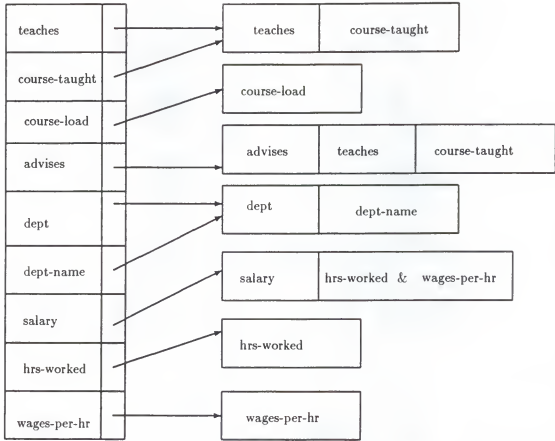 teaches
teaches course-taught
course-taught
course-load
course-load
advises
advises teaches course-taught
dept
dept dept-name
dept-name
salary
salary hrs-worked & wages-per-hr
hrs-worked
hrs-worked
wages-per-hr
wages-per-hr